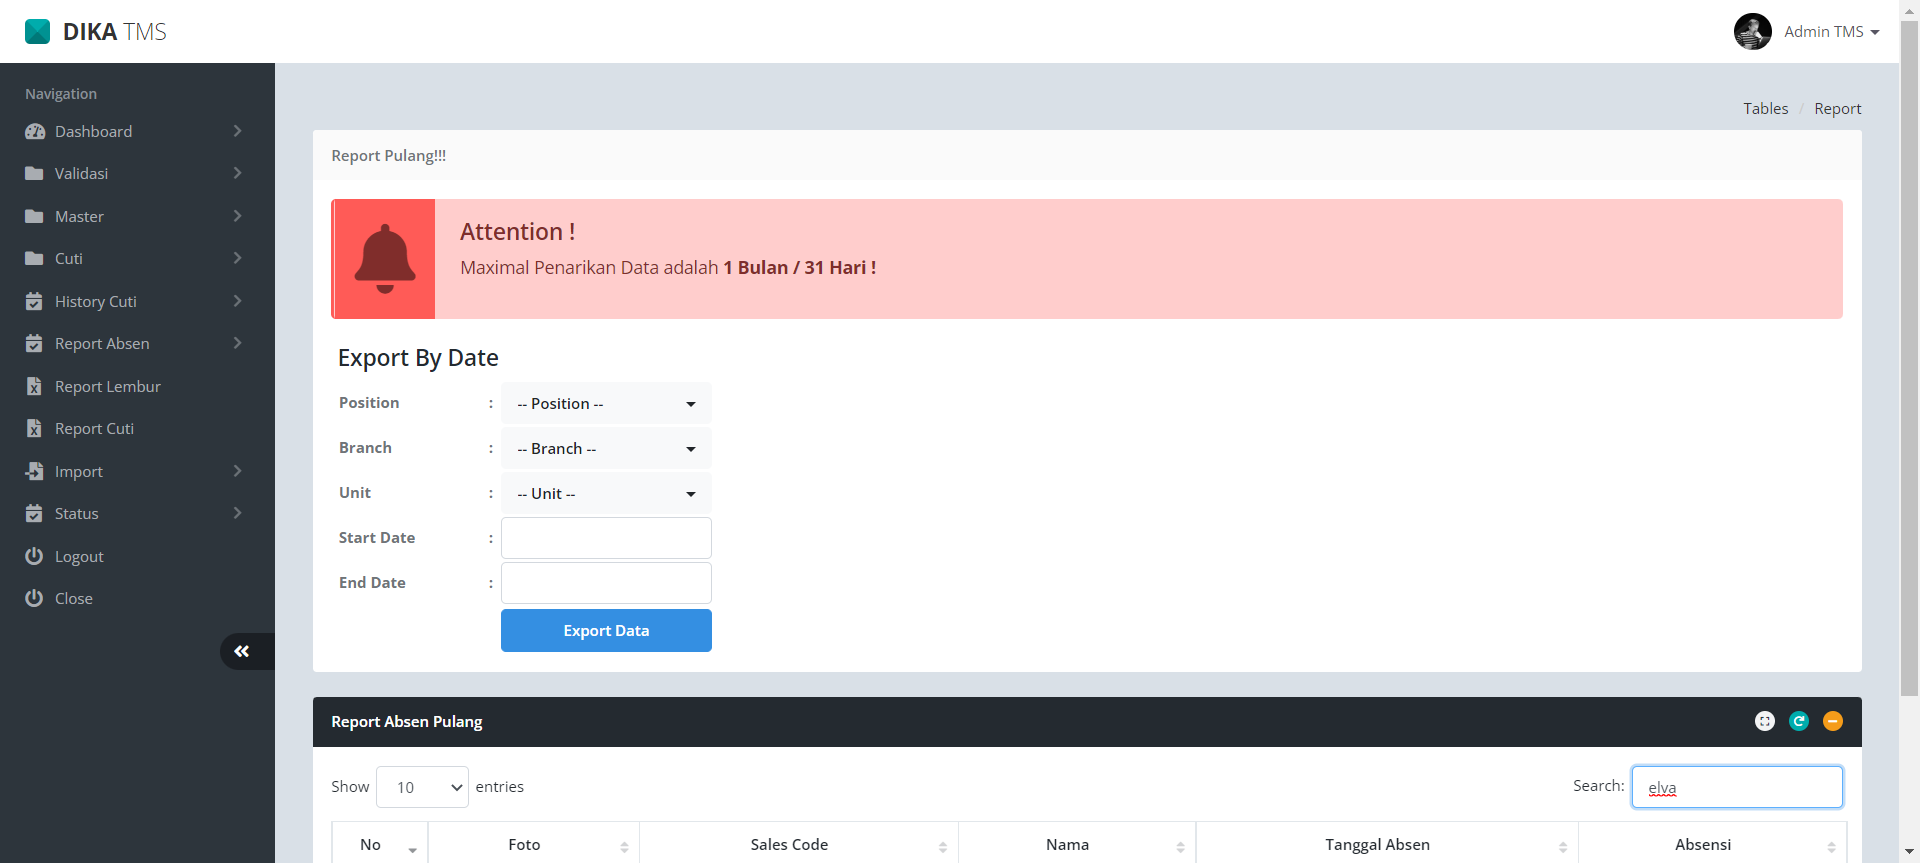 DIKA TMS
Admin TMS
Navigation
Dashboard
Validasi
Master
Cuti
History Cuti
Report Absen
Report Lembur
Report Cuti
Import
Status
Logout
Close
Tables / Report
Report Pulang!!!
Attention !
Maximal Penarikan Data adalah 1 Bulan / 31 Hari !
Export By Date
Position : -- Position --
Branch : -- Branch --
Unit : -- Unit --
Start Date :
End Date :
Export Data
Report Absen Pulang
Show 10 entries
Search: elva
No Foto Sales Code Nama Tanggal Absen Absensi